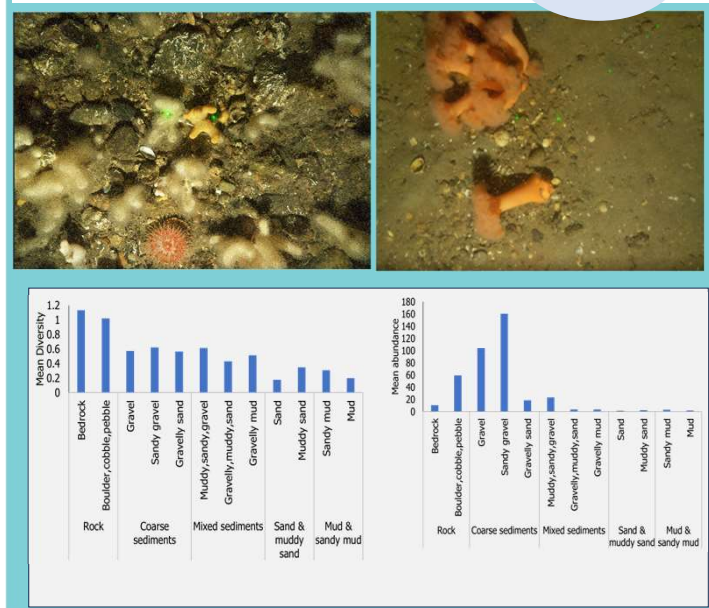 1.2
1
0.8
0.6
0.4
0.2
0
Mean Diversity
Bedrock
Boulder,cobble,pebble
Gravel
Sandy gravel
Gravelly sand
Muddy,sandy,gravel
Gravelly,muddy,sand
Gravelly mud
Sand
Muddy sand
Sandy mud
Mud
Rock
Coarse
sediments
Mixed sediments
Sand &
muddy
sand
Mud &
sandy mud
180
160
140
120
100
80
60
40
20
0
Mean abundance
Bedrock
Boulder,cobble,pebble
Gravel
Sandy gravel
Gravelly sand
Muddy,sandy,gravel
Gravelly,muddy,sand
Gravelly mud
Sand
Muddy sand
Sandy mud
Mud
Rock
Coarse sediments
Mixed sediments
Sand &
muddy sand
Mud &
sandy mud